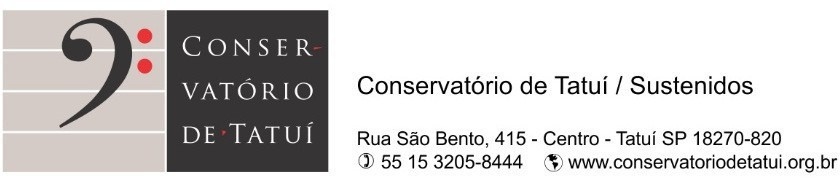 CONSER-
VATÓRIO
DE TATUÍ
Conservatório de Tatuí / Sustenidos
Rua São Bento, 415 - Centro - Tatuí SP 18270-820
55 15 3205-8444 www.conservatoriodetatui.org.br